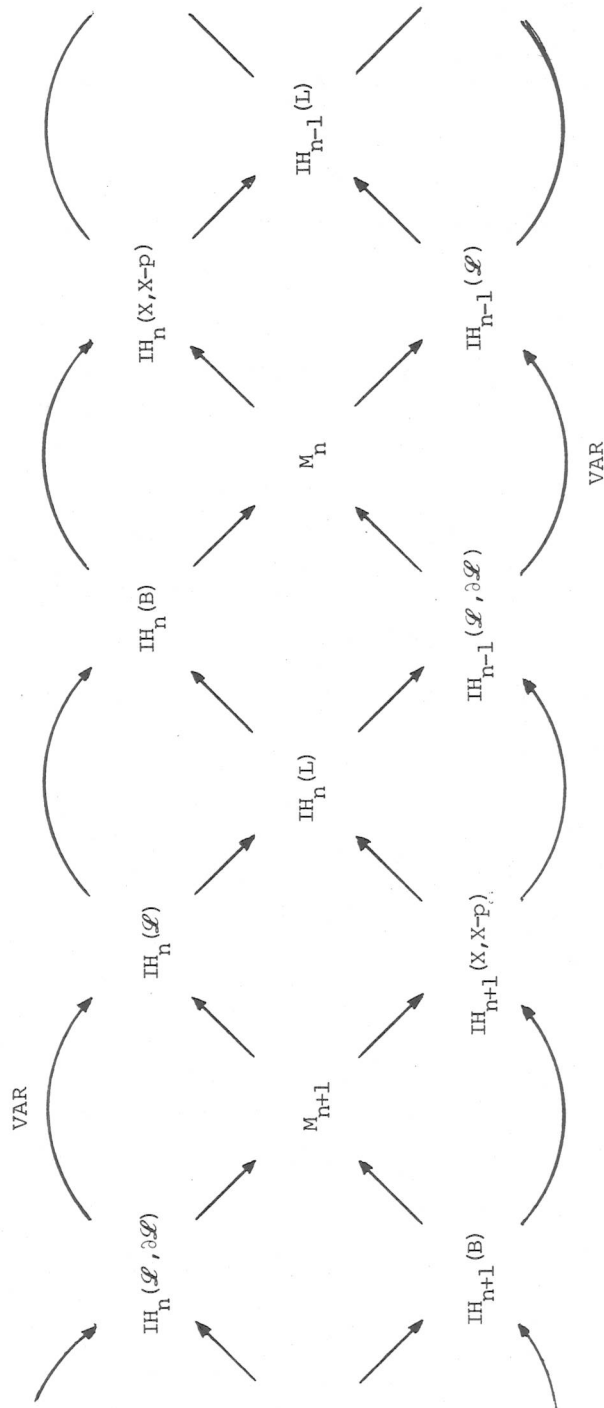 VAR
IH_n(ℒ,∂ℒ) IH_n(ℒ) IH_n(B) IH_n(X,X-p)
M_{n+1} IH_n(L) M_n IH_{n-1}(L)
IH_{n+1}(B) IH_{n+1}(X,X-p) IH_{n-1}(ℒ,∂ℒ) IH_{n-1}(ℒ)
VAR